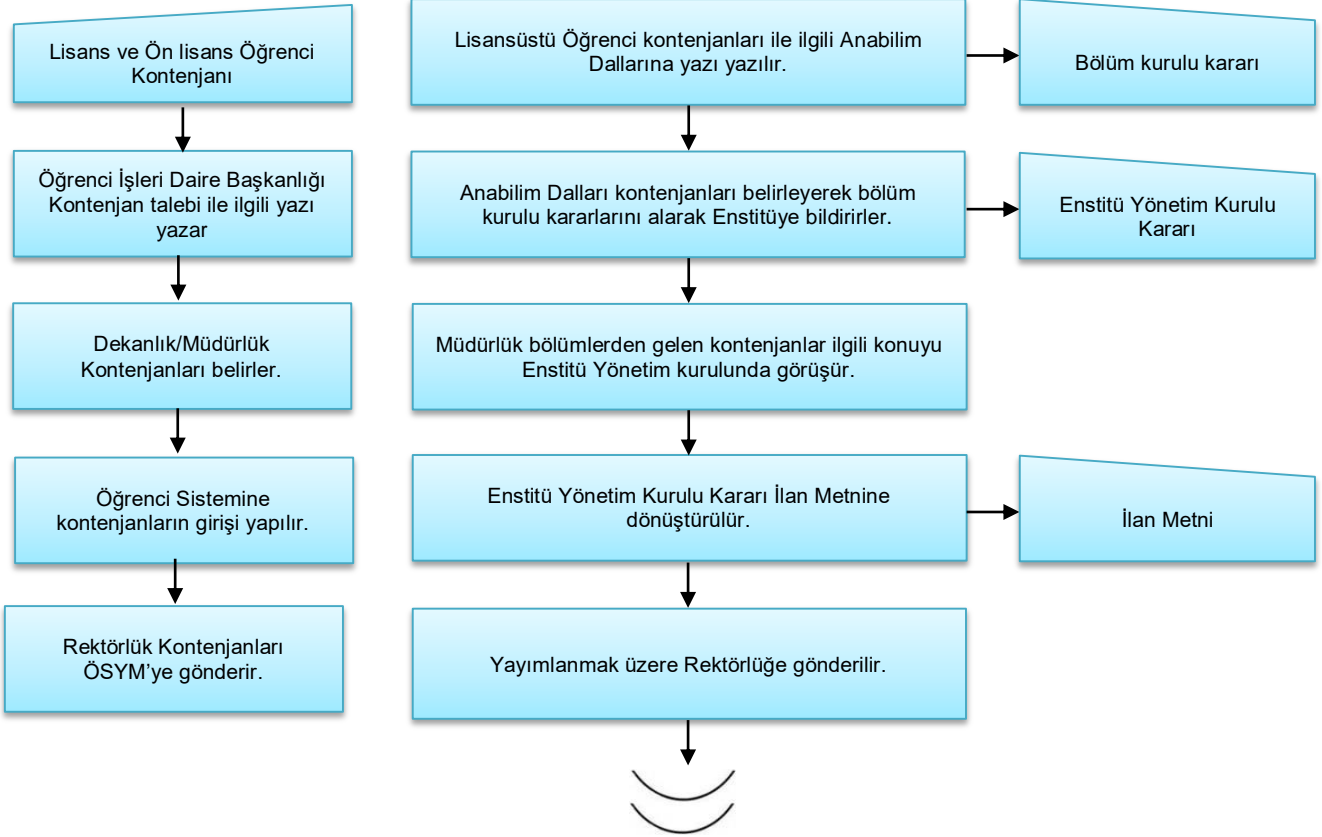 Lisans ve Ön lisans Öğrenci
Kontenjanı
Öğrenci İşleri Daire Başkanlığı
Kontenjan talebi ile ilgili yazı
yazar
Dekanlık/Müdürlük
Kontenjanları belirler.
Öğrenci Sistemine
kontenjanların girişi yapılır.
Rektörlük Kontenjanları
ÖSYM’ye gönderir.
Lisansüstü Öğrenci kontenjanları ile ilgili Anabilim
Dallarına yazı yazılır.
Bölüm kurulu kararı
Anabilim Dalları kontenjanları belirleyerek bölüm
kurulu kararlarını alarak Enstitüye bildirirler.
Enstitü Yönetim Kurulu
Kararı
Müdürlük bölümlerden gelen kontenjanlar ilgili konuyu
Enstitü Yönetim kurulunda görüşür.
Enstitü Yönetim Kurulu Kararı İlan Metnine
dönüştürülür.
İlan Metni
Yayımlanmak üzere Rektörlüğe gönderilir.